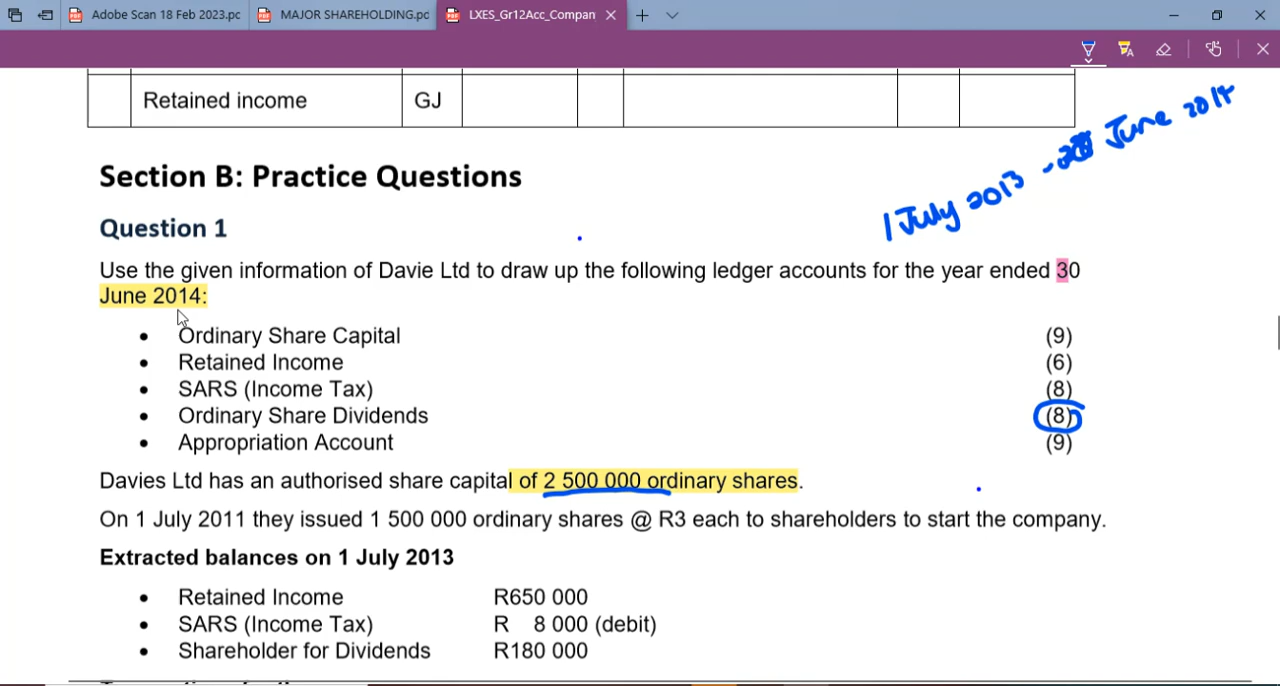 Adobe Scan 18 Feb 2023.pc
MAJOR SHAREHOLDING.pc
LXES_Gr12Acc_Compan
Retained income GJ
1 July 2013 - June 2014
Section B: Practice Questions
Question 1
Use the given information of Davie Ltd to draw up the following ledger accounts for the year ended 30
June 2014:
• Ordinary Share Capital (9)
• Retained Income (6)
• SARS (Income Tax) (8)
• Ordinary Share Dividends (8)
• Appropriation Account (9)
Davies Ltd has an authorised share capital of 2 500 000 ordinary shares.
On 1 July 2011 they issued 1 500 000 ordinary shares @ R3 each to shareholders to start the company.
Extracted balances on 1 July 2013
• Retained Income R650 000
• SARS (Income Tax) R 8 000 (debit)
• Shareholder for Dividends R180 000